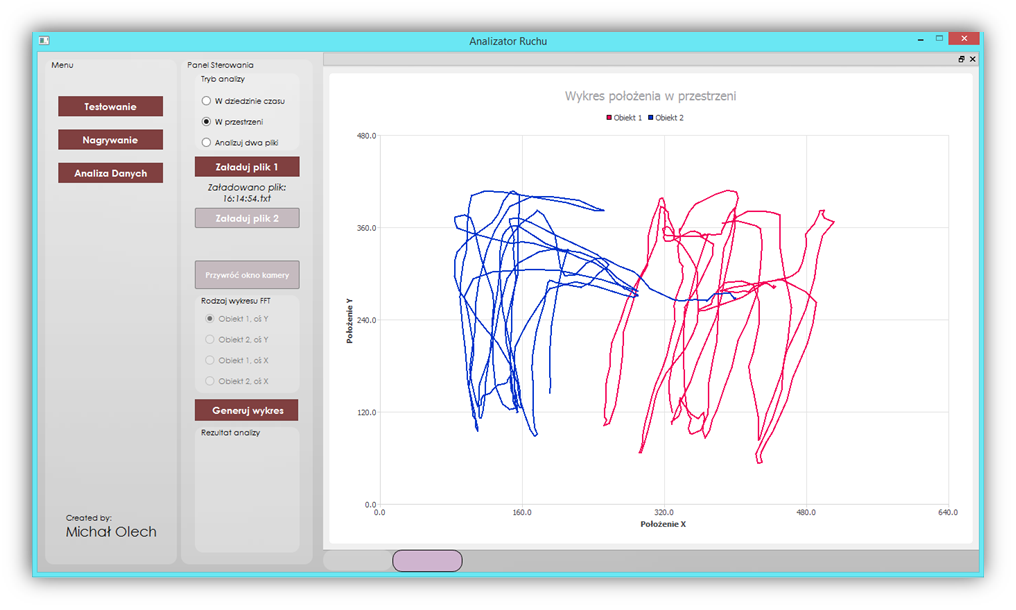 Analizator Ruchu
Menu
Testowanie
Nagrywanie
Analiza Danych
Created by:
Michał Olech
Panel Sterowania
Tryb analizy
W dziedzinie czasu
W przestrzeni
Analizuj dwa pliki
Załaduj plik 1
Załadowano plik:
16:14:54.txt
Załaduj plik 2
Przywróć okno kamery
Rodzaj wykresu FFT
Obiekt 1, oś Y
Obiekt 2, oś Y
Obiekt 1, oś X
Obiekt 2, oś X
Generuj wykres
Rezultat analizy
Wykres położenia w przestrzeni
Obiekt 1 Obiekt 2
480.0
360.0
240.0
120.0
0.0
Położenie Y
0.0 160.0 320.0 480.0 640.0
Położenie X